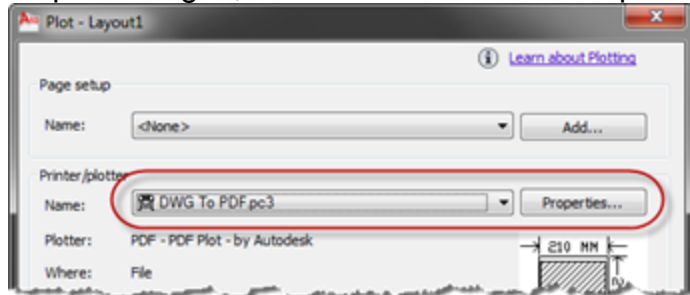 Plot - Layout1
Learn about Plotting
Page setup
Name: <None> Add...
Printer/plotter
Name: DWG To PDF.pc3 Properties...
Plotter: PDF - PDF Plot - by Autodesk
210 MM
Where: File